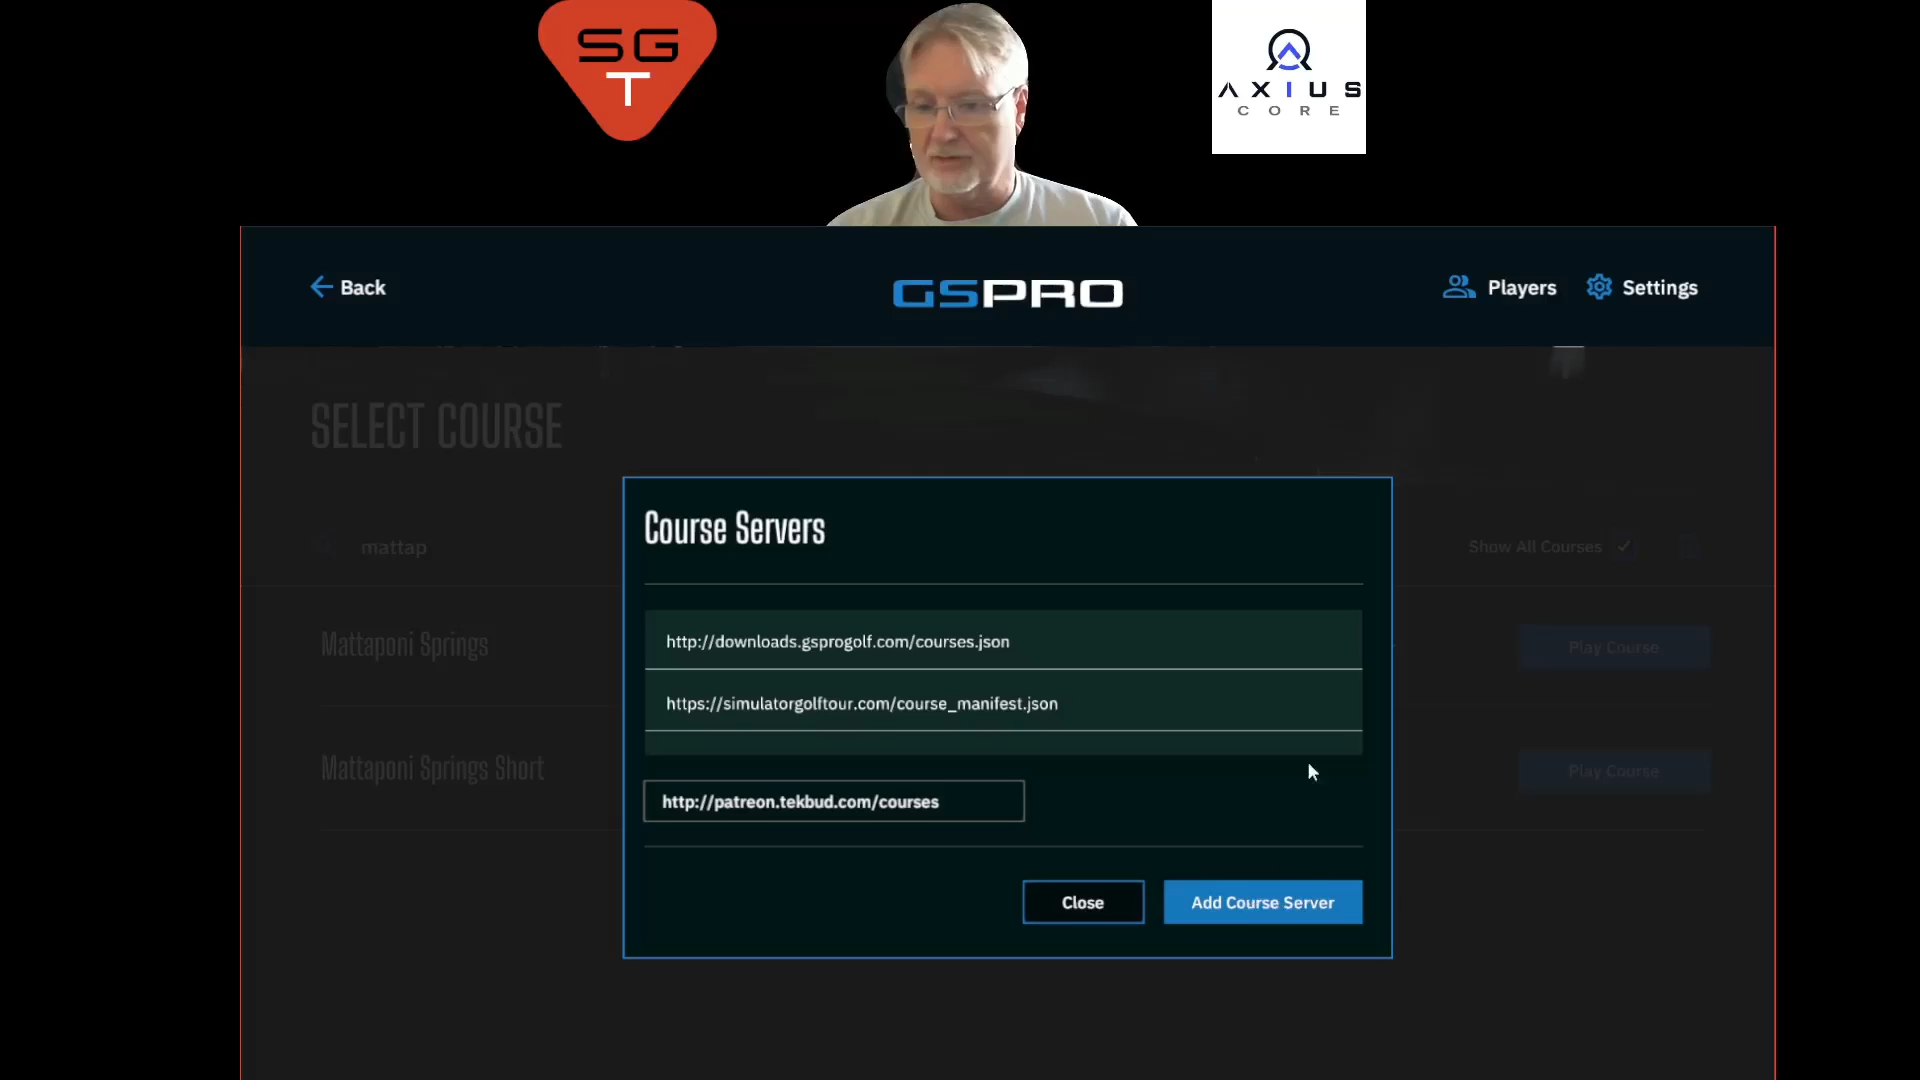 SG
T
AXIUS
CORE
Back
GSPRO
Players
Settings
SELECT COURSE
mattap
Show All Courses
Mattaponi Springs
Play Course
Mattaponi Springs Short
Play Course
Course Servers
http://downloads.gsprogolf.com/courses.json
https://simulatorgolftour.com/course_manifest.json
http://patreon.tekbud.com/courses
Close
Add Course Server